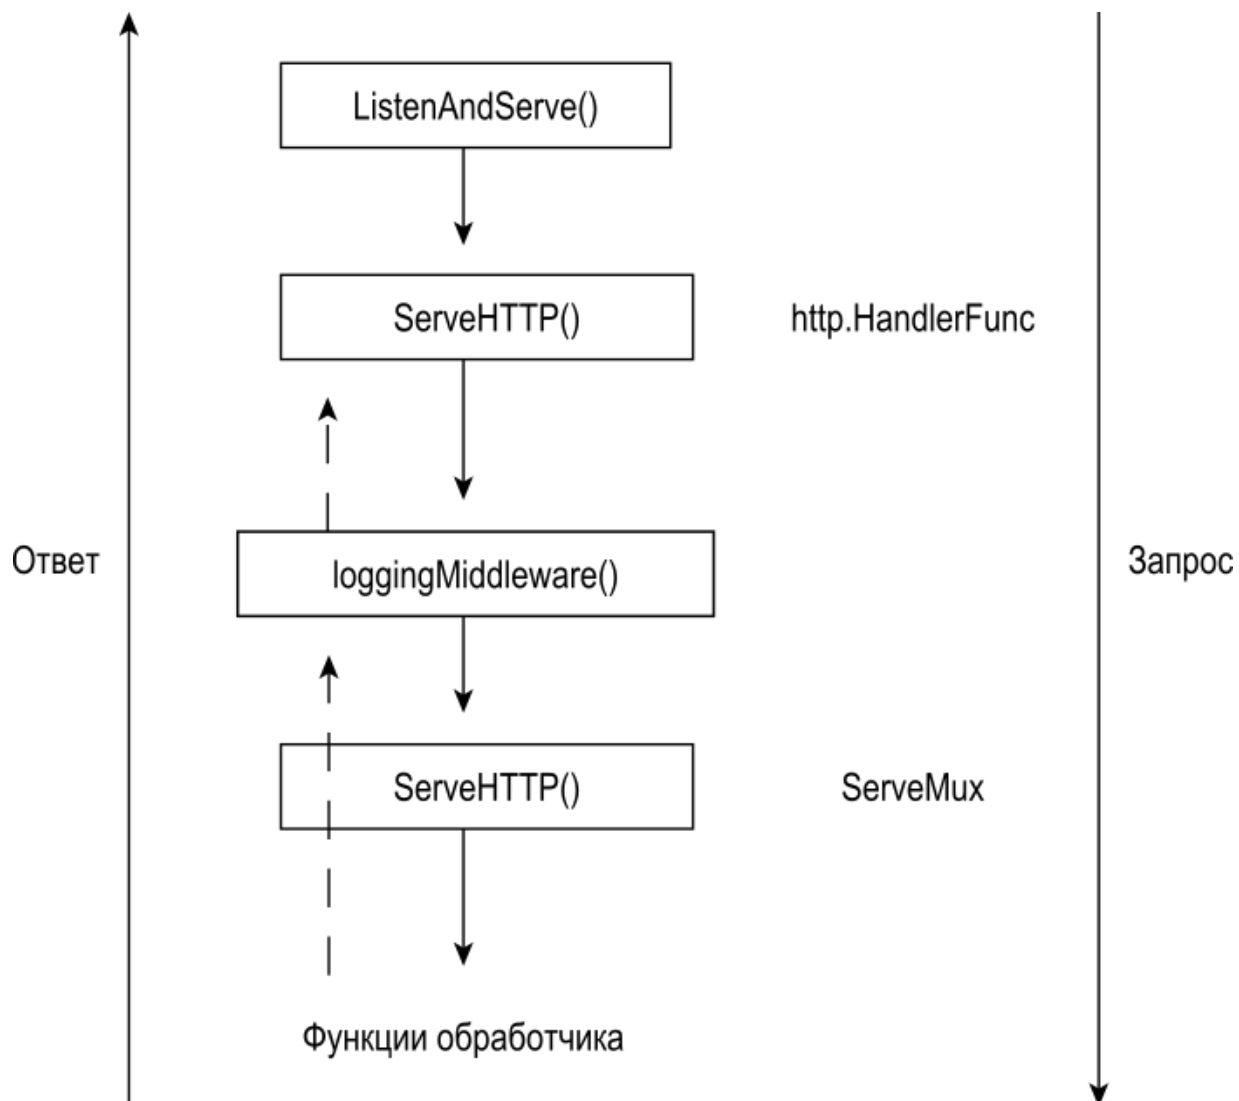 ListenAndServe()
ServeHTTP()
http.HandlerFunc
Ответ
loggingMiddleware()
Запрос
ServeHTTP()
ServeMux
Функции обработчика